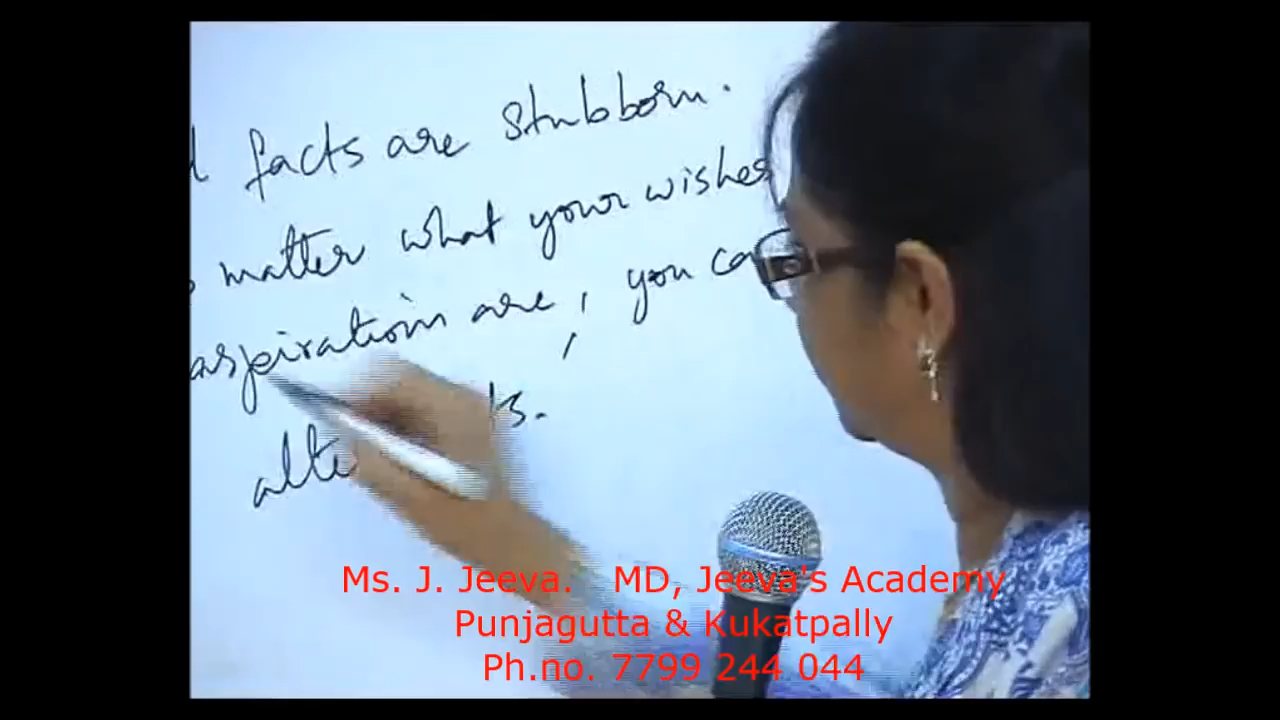 facts are stubborn.
matter what your wishes
aspirations are, you
alte
Ms. J. Jeeva. MD, Jeeva's Academy
Punjagutta & Kukatpally
Ph.no. 7799 244 044